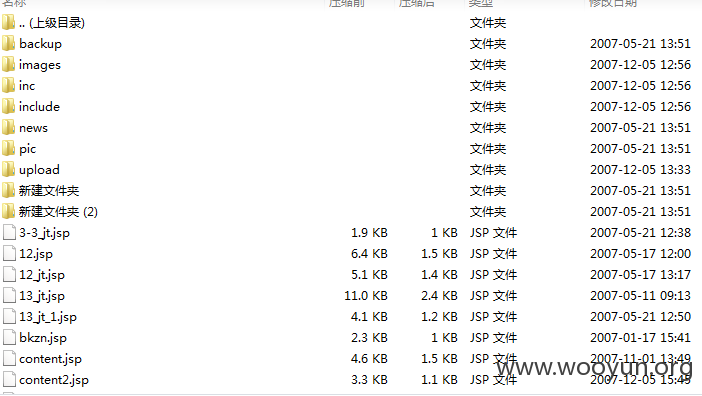 名称 压缩前 压缩后 类型 修改日期
.. (上级目录) 文件夹
backup 文件夹 2007-05-21 13:51
images 文件夹 2007-12-05 12:56
inc 文件夹 2007-12-05 12:56
include 文件夹 2007-12-05 12:56
news 文件夹 2007-05-21 13:51
pic 文件夹 2007-05-21 13:51
upload 文件夹 2007-12-05 13:33
新建文件夹 文件夹 2007-05-21 13:51
新建文件夹 (2) 文件夹 2007-05-21 13:51
3-3_jt.jsp 1.9 KB 1 KB JSP 文件 2007-05-21 12:38
12.jsp 6.4 KB 1.5 KB JSP 文件 2007-05-17 12:00
12_jt.jsp 5.1 KB 1.4 KB JSP 文件 2007-05-17 13:17
13_jt.jsp 11.0 KB 2.4 KB JSP 文件 2007-05-11 09:13
13_jt_1.jsp 4.1 KB 1.2 KB JSP 文件 2007-05-21 12:50
bkzn.jsp 2.3 KB 1 KB JSP 文件 2007-01-17 15:41
content.jsp 4.6 KB 1.5 KB JSP 文件 2007-11-01 13:49
www.wooyun.org
content2.jsp 3.3 KB 1.1 KB JSP 文件 2007-12-05 15:45